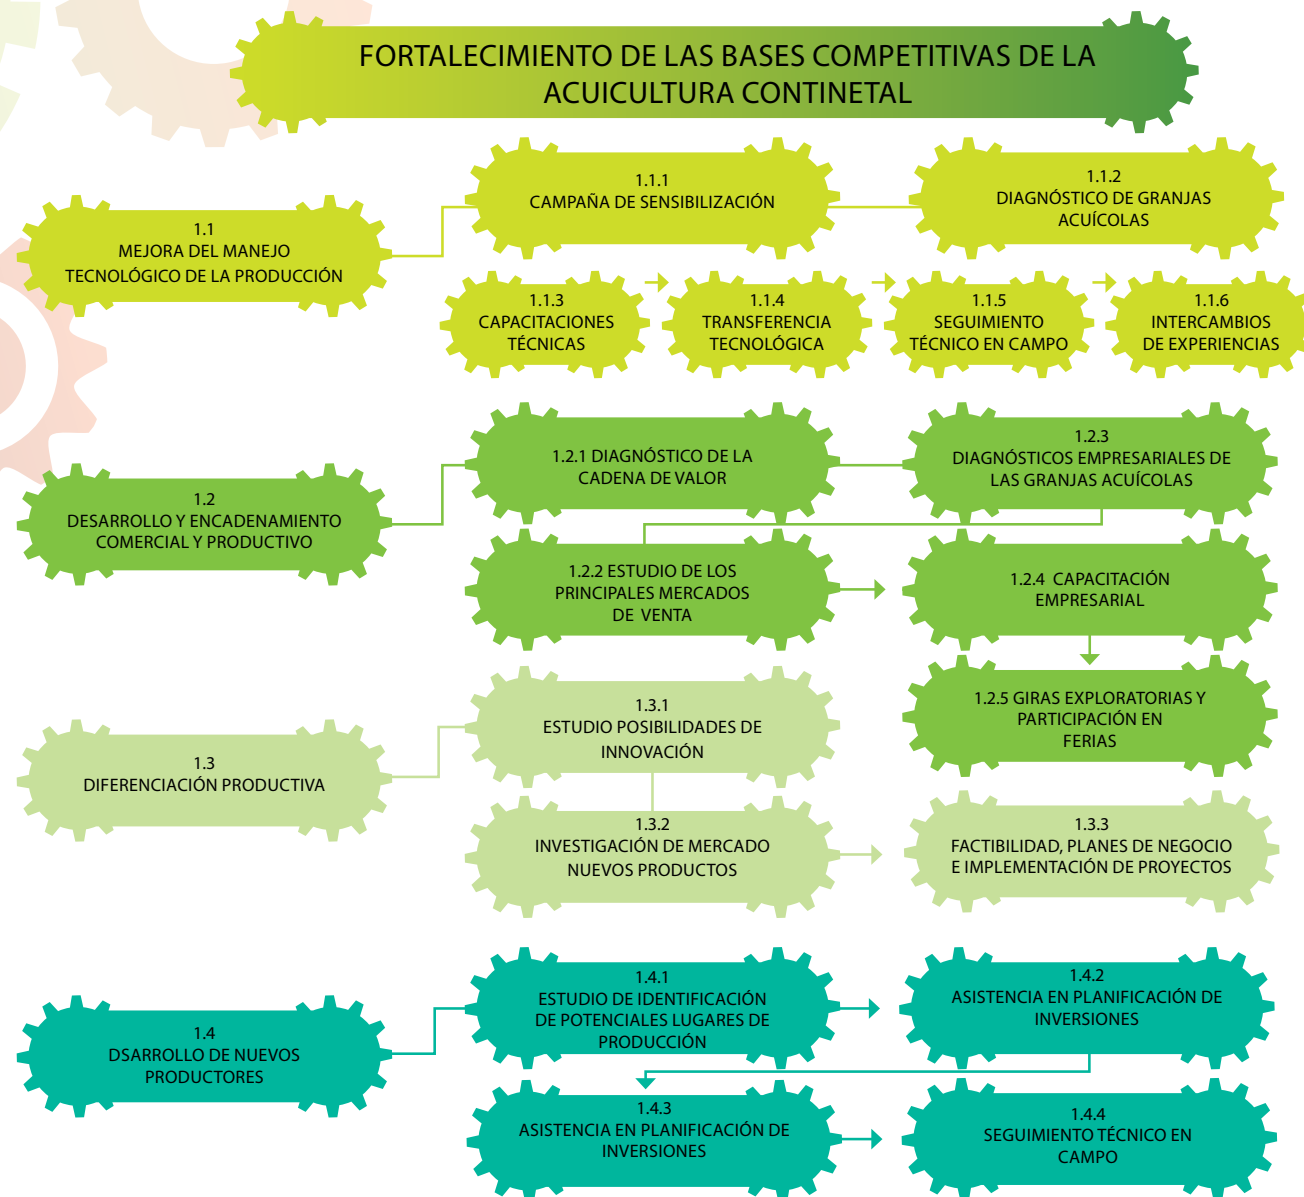 FORTALECIMIENTO DE LAS BASES COMPETITIVAS DE LA
ACUICULTURA CONTINETAL
1.1
MEJORA DEL MANEJO
TECNOLÓGICO DE LA PRODUCCIÓN
1.1.1
CAMPAÑA DE SENSIBILIZACIÓN
1.1.2
DIAGNÓSTICO DE GRANJAS
ACUÍCOLAS
1.1.3
CAPACITACIONES
TÉCNICAS
1.1.4
TRANSFERENCIA
TECNOLÓGICA
1.1.5
SEGUIMIENTO
TÉCNICO EN CAMPO
1.1.6
INTERCAMBIOS
DE EXPERIENCIAS
1.2
DESARROLLO Y ENCADENAMIENTO
COMERCIAL Y PRODUCTIVO
1.2.1 DIAGNÓSTICO DE LA
CADENA DE VALOR
1.2.3
DIAGNÓSTICOS EMPRESARIALES DE
LAS GRANJAS ACUÍCOLAS
1.2.2 ESTUDIO DE LOS
PRINCIPALES MERCADOS
DE VENTA
1.2.4 CAPACITACIÓN
EMPRESARIAL
1.2.5 GIRAS EXPLORATORIAS Y
PARTICIPACIÓN EN
FERIAS
1.3
DIFERENCIACIÓN PRODUCTIVA
1.3.1
ESTUDIO POSIBILIDADES DE
INNOVACIÓN
1.3.2
INVESTIGACIÓN DE MERCADO
NUEVOS PRODUCTOS
1.3.3
FACTIBILIDAD, PLANES DE NEGOCIO
E IMPLEMENTACIÓN DE PROYECTOS
1.4
DSARROLLO DE NUEVOS
PRODUCTORES
1.4.1
ESTUDIO DE IDENTIFICACIÓN
DE POTENCIALES LUGARES DE
PRODUCCIÓN
1.4.2
ASISTENCIA EN PLANIFICACIÓN DE
INVERSIONES
1.4.3
ASISTENCIA EN PLANIFICACIÓN DE
INVERSIONES
1.4.4
SEGUIMIENTO TÉCNICO EN
CAMPO